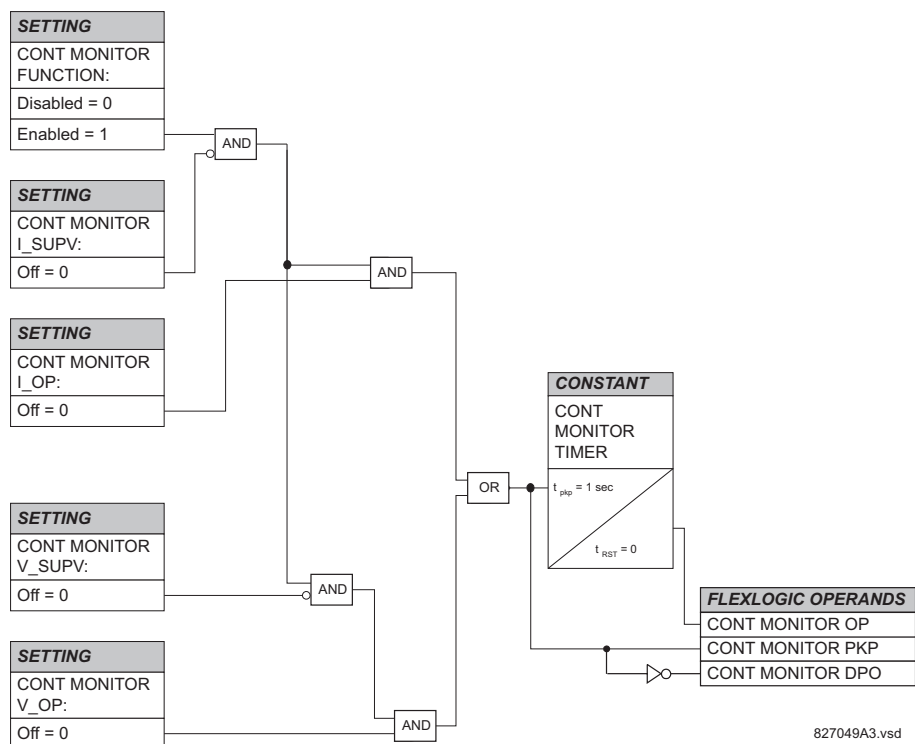 SETTING
CONT MONITOR
FUNCTION:
Disabled = 0
Enabled = 1
AND
SETTING
CONT MONITOR
I_SUPV:
Off = 0
AND
SETTING
CONT MONITOR
I_OP:
Off = 0
CONSTANT
CONT
MONITOR
TIMER
OR
t pkp = 1 sec
t RST = 0
SETTING
CONT MONITOR
V_SUPV:
Off = 0
AND
FLEXLOGIC OPERANDS
CONT MONITOR OP
CONT MONITOR PKP
CONT MONITOR DPO
SETTING
CONT MONITOR
V_OP:
Off = 0
AND
827049A3.vsd